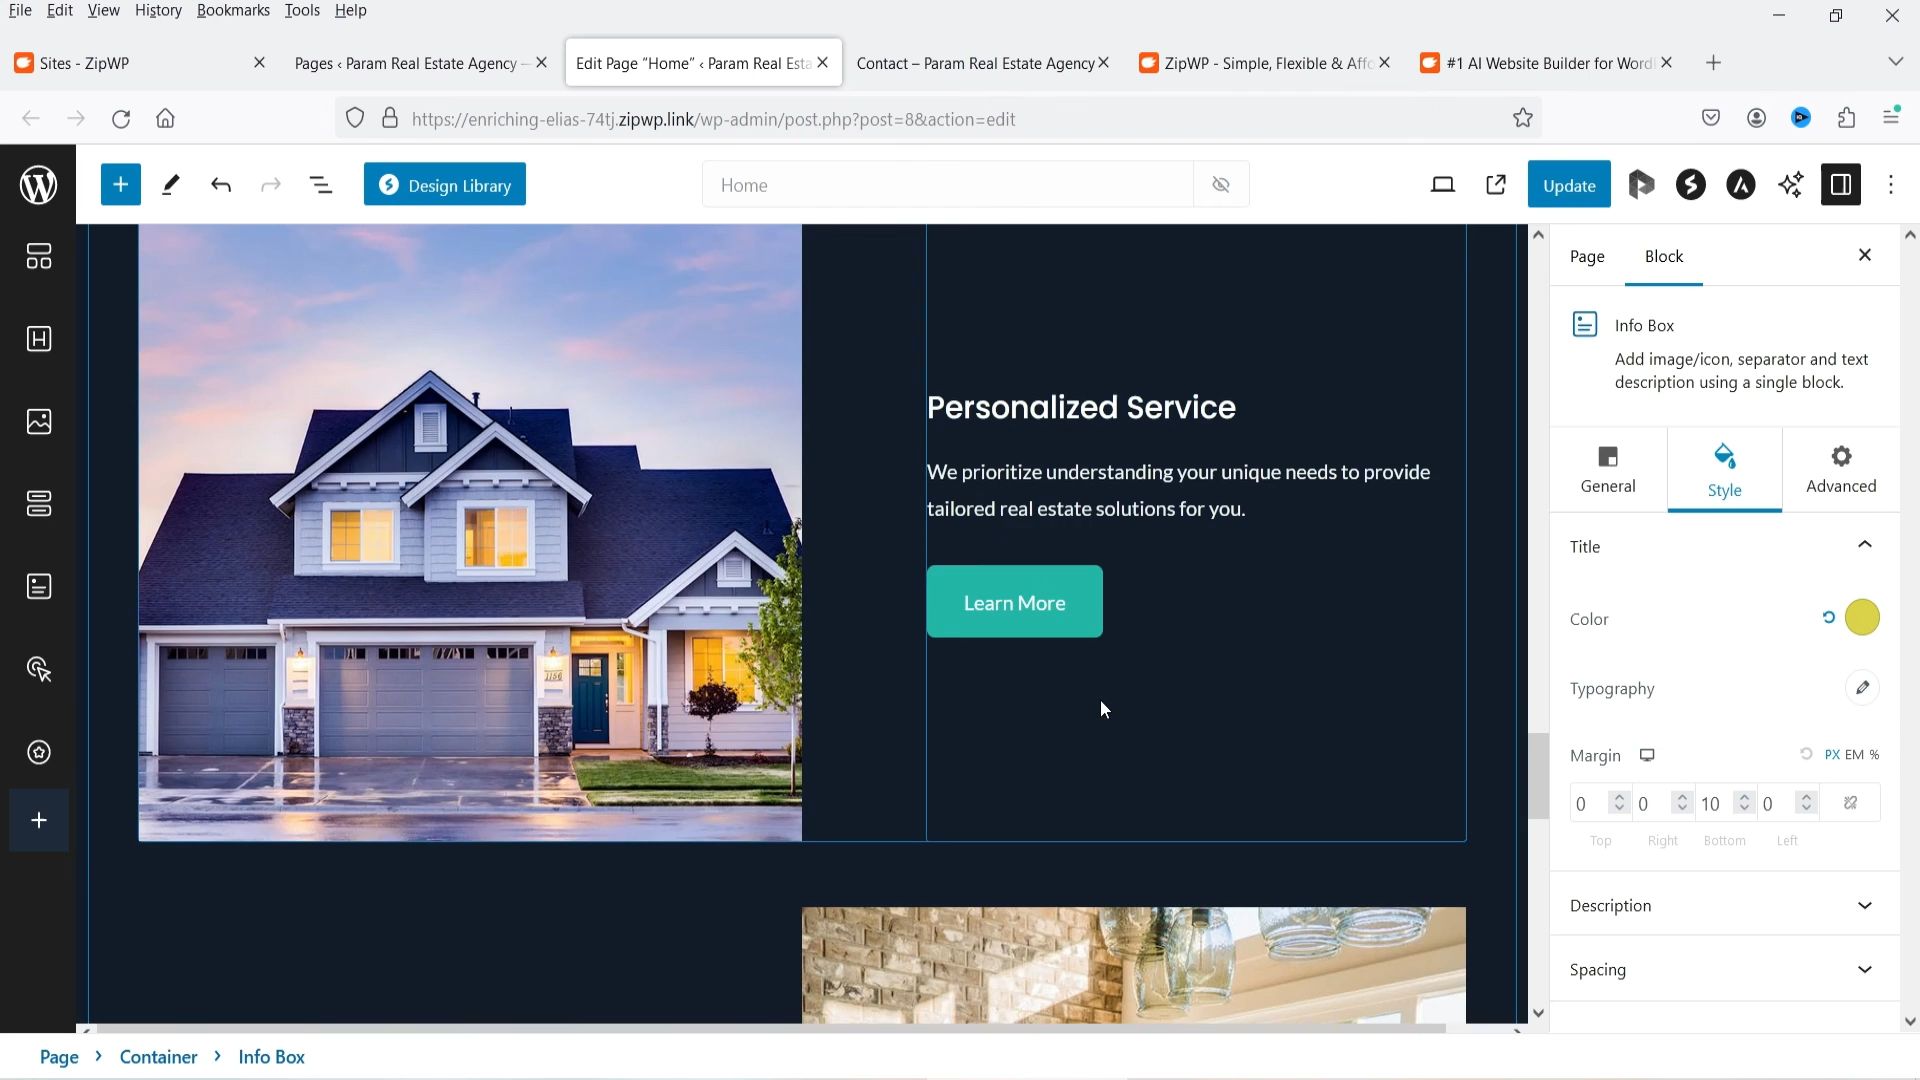 File Edit View History Bookmarks Tools Help
Sites - ZipWP
Pages ‹ Param Real Estate Agency —
Edit Page "Home" ‹ Param Real Esta
Contact – Param Real Estate Agency
ZipWP - Simple, Flexible & Affo
#1 AI Website Builder for Word
https://enriching-elias-74tj.zipwp.link/wp-admin/post.php?post=8&action=edit
Design Library
Home
Update
Page
Block
Info Box
Add image/icon, separator and text
description using a single block.
General
Style
Advanced
Title
Color
Typography
Margin
PX EM %
0 0 10 0
Top Right Bottom Left
Description
Spacing
Personalized Service
We prioritize understanding your unique needs to provide
tailored real estate solutions for you.
Learn More
Page › Container › Info Box